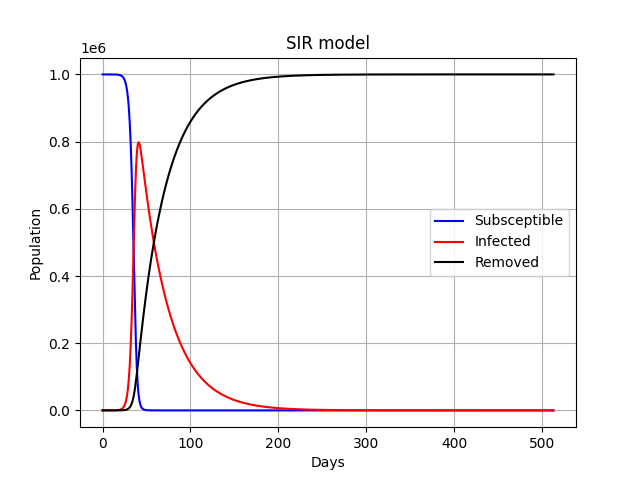 SIR model
1e6
1.0
0.8
0.6
0.4
0.2
0.0
Population
Subsceptible
Infected
Removed
0 100 200 300 400 500
Days